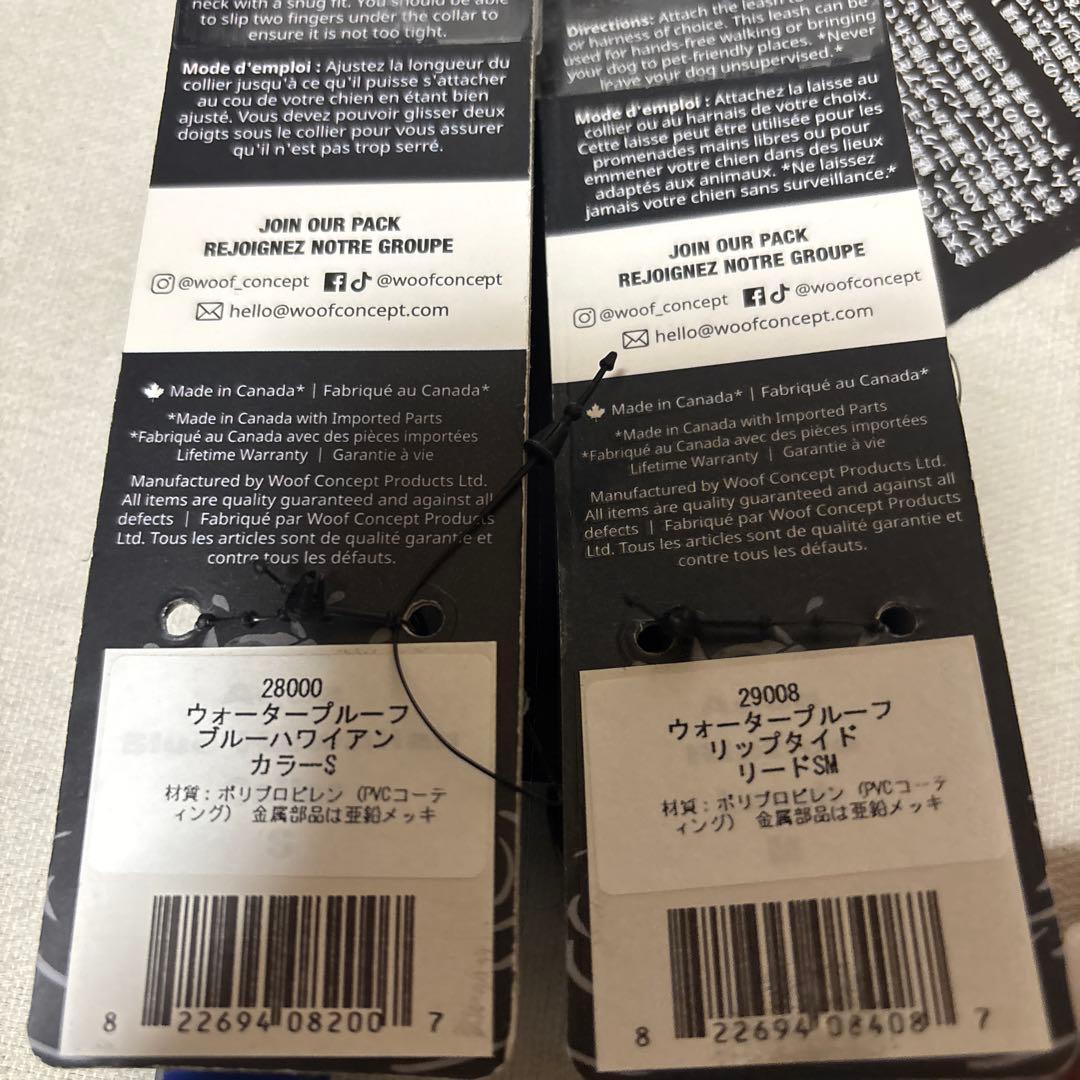 neck with a snug fit. You should be able
to slip two fingers under the collar to
ensure it is not too tight.
Mode d'emploi : Ajustez la longueur du
collier jusqu'à ce qu'il puisse s'attacher
au cou de votre chien en étant bien
ajusté. Vous devez pouvoir glisser deux
doigts sous le collier pour vous assurer
qu'il n'est pas trop serré.
JOIN OUR PACK
REJOIGNEZ NOTRE GROUPE
@woof_concept @woofconcept
hello@woofconcept.com
Made in Canada* | Fabriqué au Canada*
*Made in Canada with Imported Parts
*Fabriqué au Canada avec des pièces importées
Lifetime Warranty | Garantie à vie
Manufactured by Woof Concept Products Ltd.
All items are quality guaranteed and against all
defects | Fabriqué par Woof Concept Products
Ltd. Tous les articles sont de qualité garantie et
contre tous les défauts.
28000
ウォータープルーフ
ブルーハワイアン
カラーS
材質：ポリプロピレン（PVCコーテ
ィング） 金属部品は亜鉛メッキ
8 22694 08200 7
Directions: Attach the leash to
or harness of choice. This leash can be
used for hands-free walking or bringing
your dog to pet-friendly places. *Never
leave your dog unsupervised.*
Mode d'emploi : Attachez la laisse au
collier ou au harnais de votre choix.
Cette laisse peut être utilisée pour les
promenades mains libres ou pour
emmener votre chien dans des lieux
adaptés aux animaux. *Ne laissez
jamais votre chien sans surveillance.*
JOIN OUR PACK
REJOIGNEZ NOTRE GROUPE
@woof_concept @woofconcept
hello@woofconcept.com
Made in Canada* | Fabriqué au Canada*
*Made in Canada with Imported Parts
*Fabriqué au Canada avec des pièces importées
Lifetime Warranty | Garantie à vie
Manufactured by Woof Concept Products Ltd.
All items are quality guaranteed and against all
defects | Fabriqué par Woof Concept Products
Ltd. Tous les articles sont de qualité garantie et
contre tous les défauts.
29008
ウォータープルーフ
リップタイド
リードSM
材質：ポリプロピレン（PVCコーテ
ィング） 金属部品は亜鉛メッキ
8 22694 08408 7